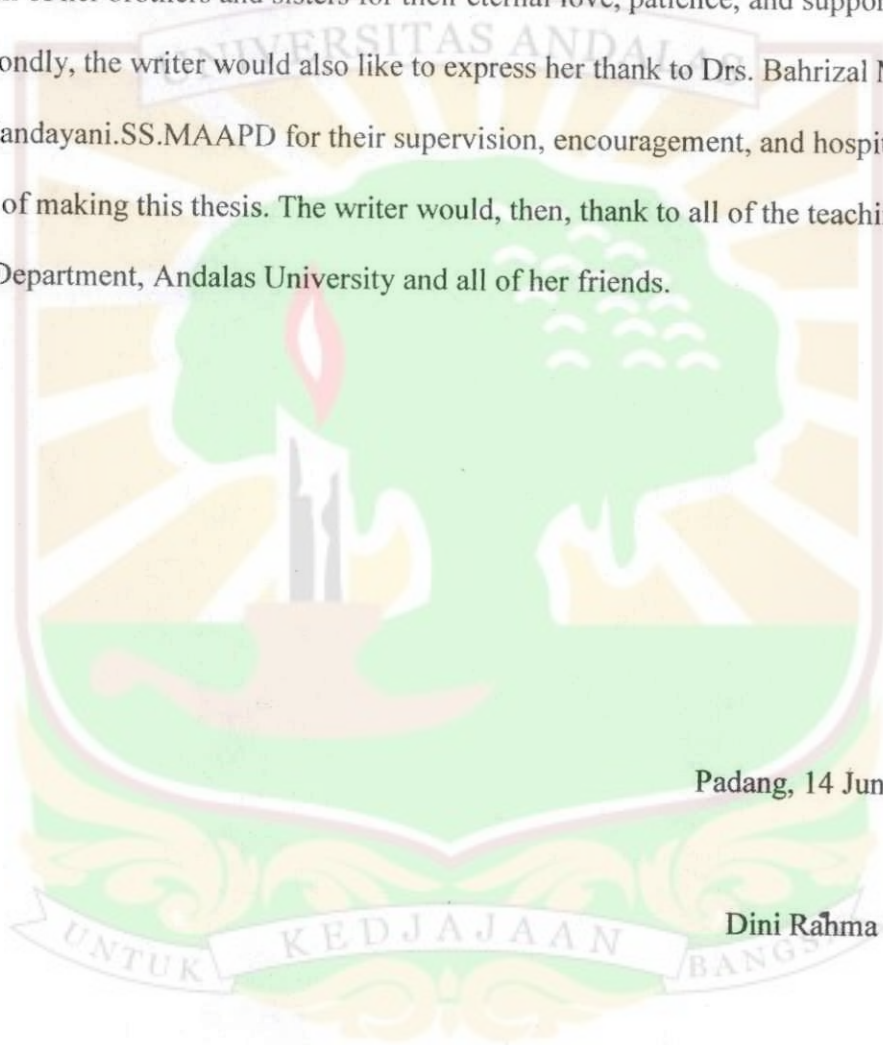 brothers and sisters for their eternal love, patience, and suppor
UNIVERSITAS ANDALAS
ondly, the writer would also like to express her thank to Drs. Bahrizal
andayani.SS.MAAPD for their supervision, encouragement, and hospi
of making this thesis. The writer would, then, thank to all of the teachi
Department, Andalas University and all of her friends.
Padang, 14 Jun
Dini Rahma
UNTUK KEDJAJAAN BANGSA